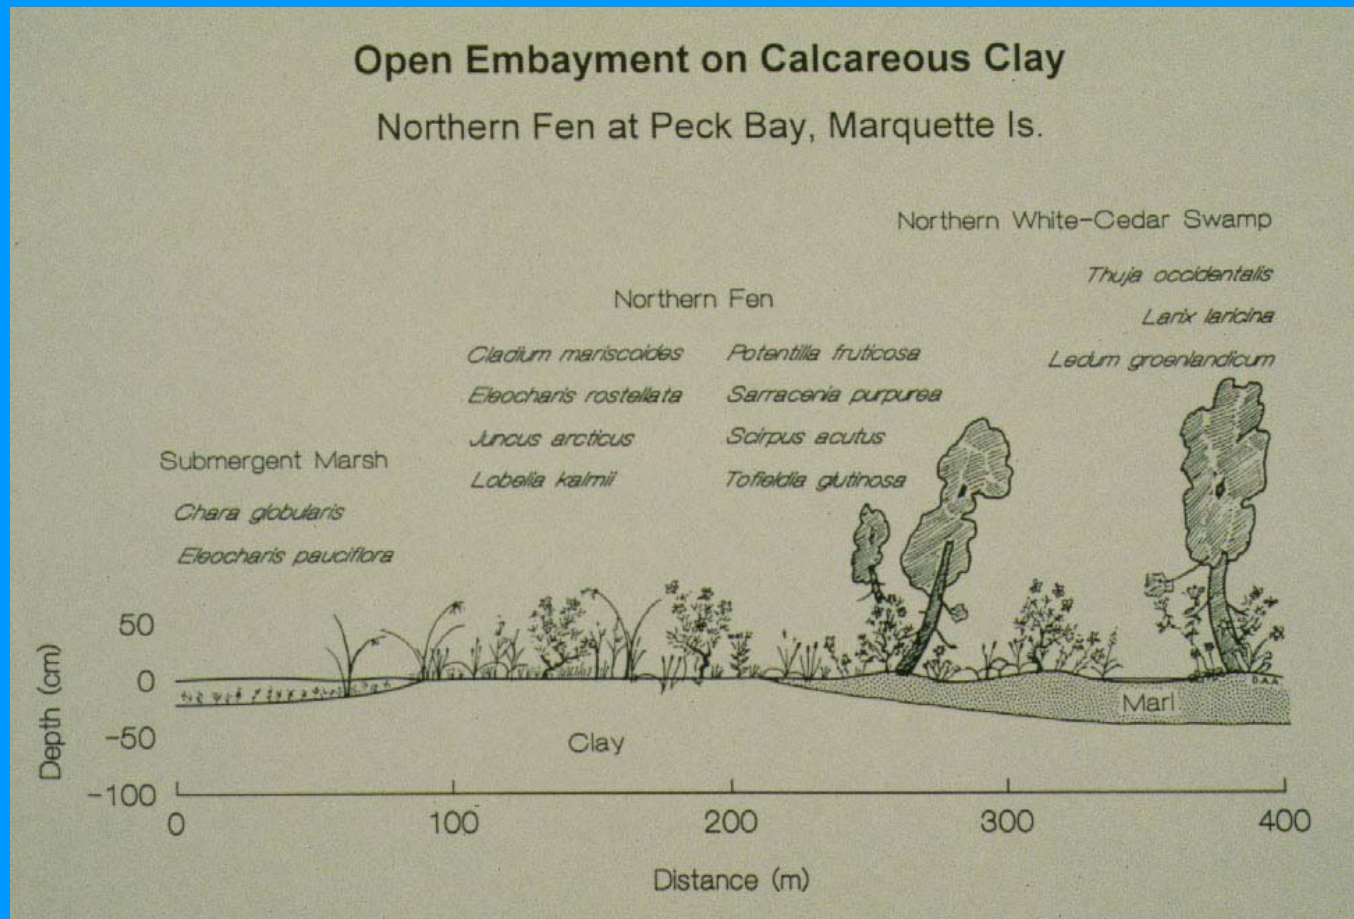 Open Embayment on Calcareous Clay
Northern Fen at Peck Bay, Marquette Is.
Northern White-Cedar Swamp
Thuja occidentalis
Larix laricina
Ledum groenlandicum
Northern Fen
Cladium mariscoides Potentilla fruticosa
Eleocharis rostellata Sarracenia purpurea
Juncus arcticus Scirpus acutus
Lobelia kalmii Tofieldia glutinosa
Submergent Marsh
Chara globularis
Eleocharis pauciflora
50
0
-50
-100
Depth (cm)
Clay
Marl
D.A.A.
0 100 200 300 400
Distance (m)